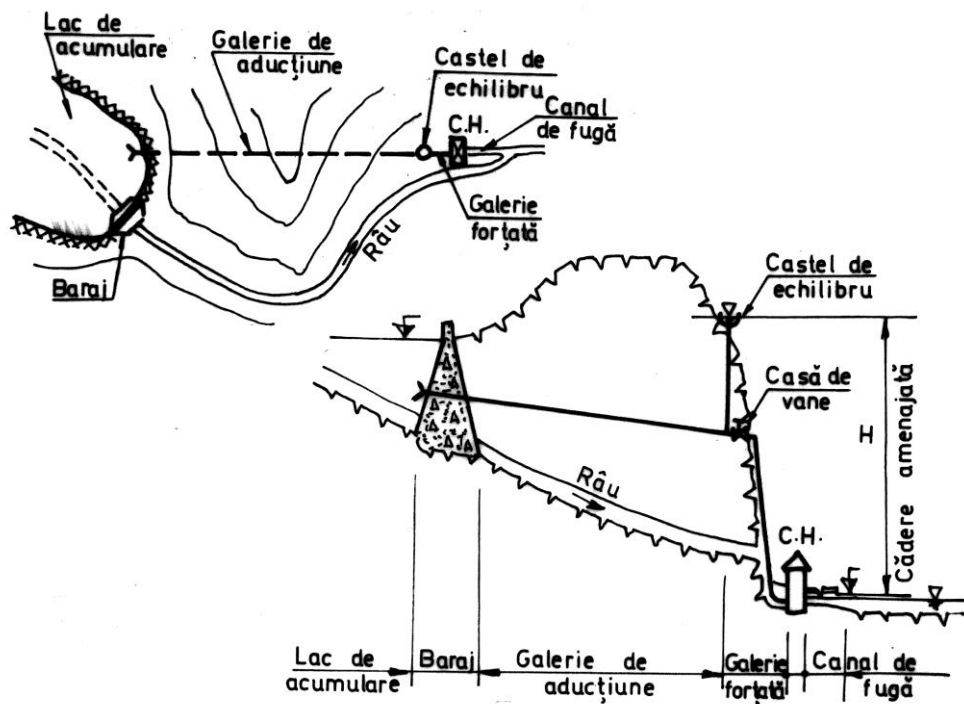 Lac de
acumulare
Galerie de
aducțiune
Castel de
echilibru
C.H.
Canal
de fugă
Galerie
forțată
Râu
Baraj
Castel de
echilibru
Casă de
vane
H
Cădere amenajată
Râu
C.H.
Lac de
acumulare
Baraj
Galerie de
aducțiune
Galerie
forțată
Canal de
fugă